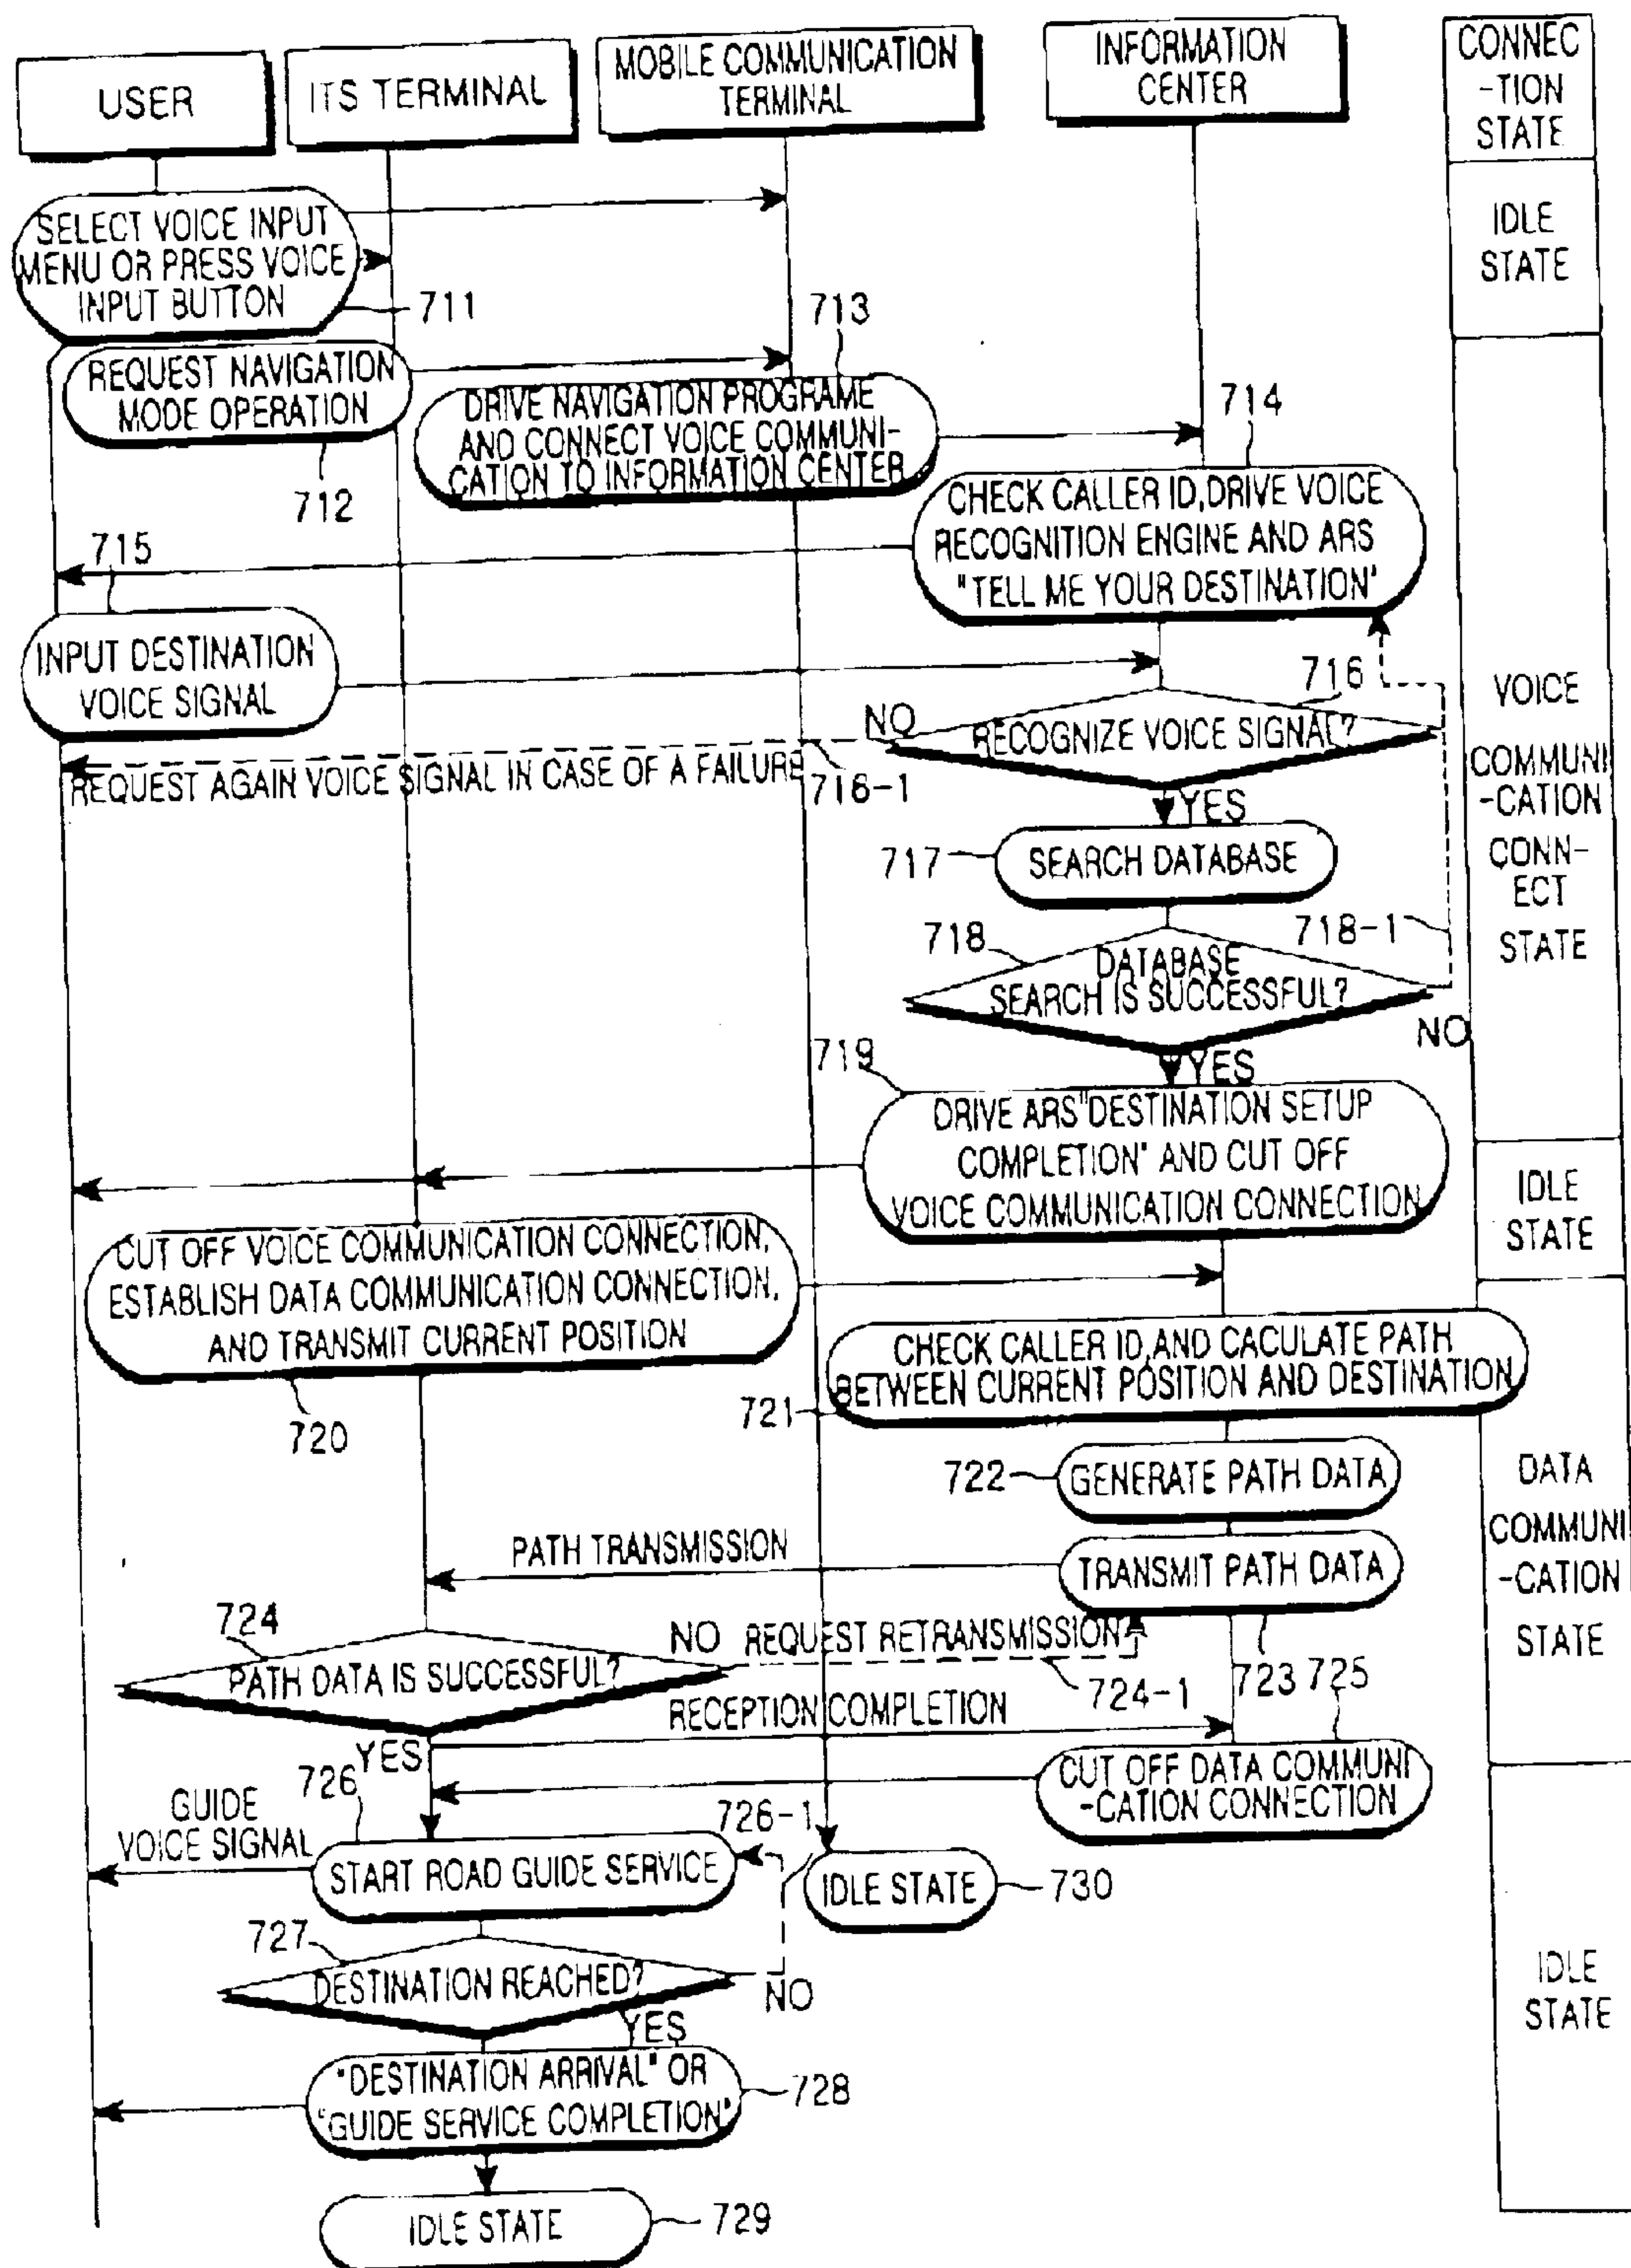 USER
ITS TERMINAL
MOBILE COMMUNICATION
TERMINAL
INFORMATION
CENTER
CONNEC
-TION
STATE
SELECT VOICE INPUT
MENU OR PRESS VOICE
INPUT BUTTON
711
IDLE
STATE
REQUEST NAVIGATION
MODE OPERATION
712
713
DRIVE NAVIGATION PROGRAME
AND CONNECT VOICE COMMUNI-
CATION TO INFORMATION CENTER
714
CHECK CALLER ID,DRIVE VOICE
RECOGNITION ENGINE AND ARS
"TELL ME YOUR DESTINATION"
715
INPUT DESTINATION
VOICE SIGNAL
716
RECOGNIZE VOICE SIGNAL?
NO
REQUEST AGAIN VOICE SIGNAL IN CASE OF A FAILURE
716-1
YES
717
SEARCH DATABASE
718
718-1
DATABASE
SEARCH IS SUCCESSFUL?
NO
YES
VOICE
COMMUNI
-CATION
CONN-
ECT
STATE
719
DRIVE ARS"DESTINATION SETUP
COMPLETION" AND CUT OFF
VOICE COMMUNICATION CONNECTION
IDLE
STATE
CUT OFF VOICE COMMUNICATION CONNECTION,
ESTABLISH DATA COMMUNICATION CONNECTION,
AND TRANSMIT CURRENT POSITION
720
CHECK CALLER ID,AND CACULATE PATH
BETWEEN CURRENT POSITION AND DESTINATION
721
722
GENERATE PATH DATA
PATH TRANSMISSION
TRANSMIT PATH DATA
723
DATA
COMMUNI
-CATION
STATE
724
PATH DATA IS SUCCESSFUL?
NO
REQUEST RETRANSMISSION
724-1
RECEPTION COMPLETION
725
YES
CUT OFF DATA COMMUNI
-CATION CONNECTION
726
GUIDE
VOICE SIGNAL
726-1
START ROAD GUIDE SERVICE
IDLE STATE
730
727
DESTINATION REACHED?
NO
YES
IDLE
STATE
"DESTINATION ARRIVAL" OR
"GUIDE SERVICE COMPLETION"
728
IDLE STATE
729